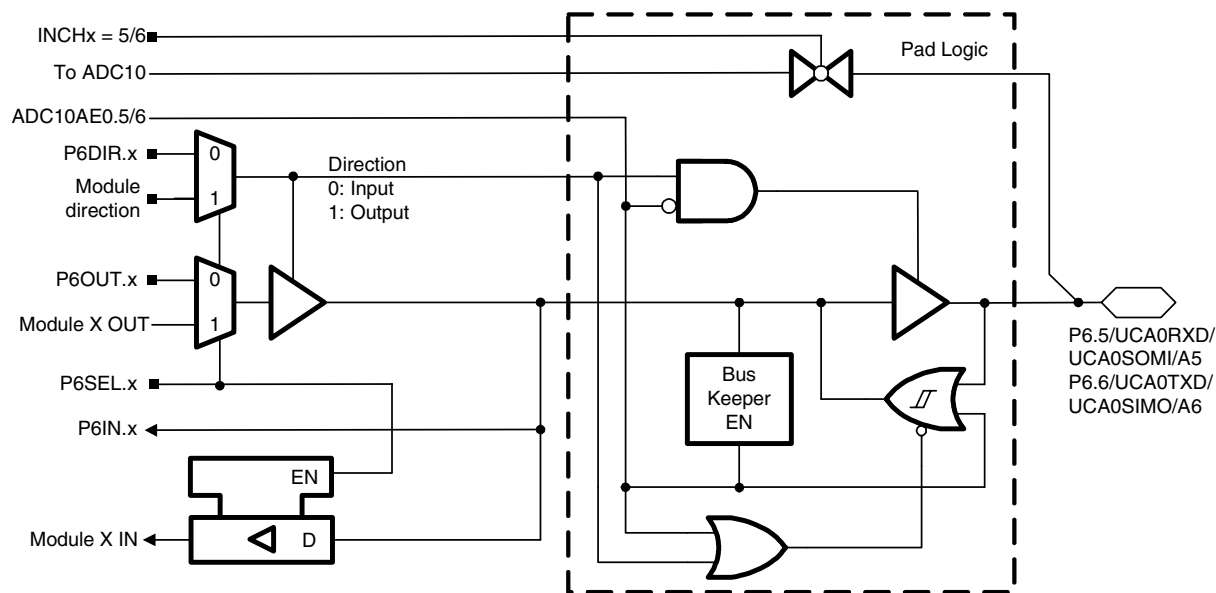 INCHx = 5/6
Pad Logic
To ADC10
ADC10AE0.5/6
P6DIR.x
0
Module
direction
1
Direction
0: Input
1: Output
P6OUT.x
0
Module X OUT
1
P6SEL.x
P6IN.x
Bus
Keeper
EN
P6.5/UCA0RXD/
UCA0SOMI/A5
P6.6/UCA0TXD/
UCA0SIMO/A6
EN
Module X IN
D